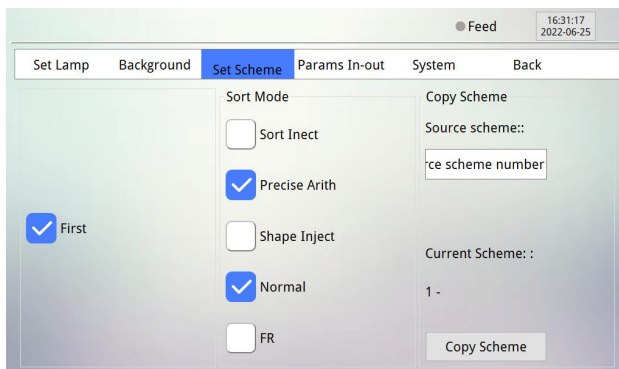 Feed
16:31:17
2022-06-25
Set Lamp
Background
Set Scheme
Params In-out
System
Back
First
Sort Mode
Sort Inect
Precise Arith
Shape Inject
Normal
FR
Copy Scheme
Source scheme::
rce scheme number
Current Scheme: :
1 -
Copy Scheme